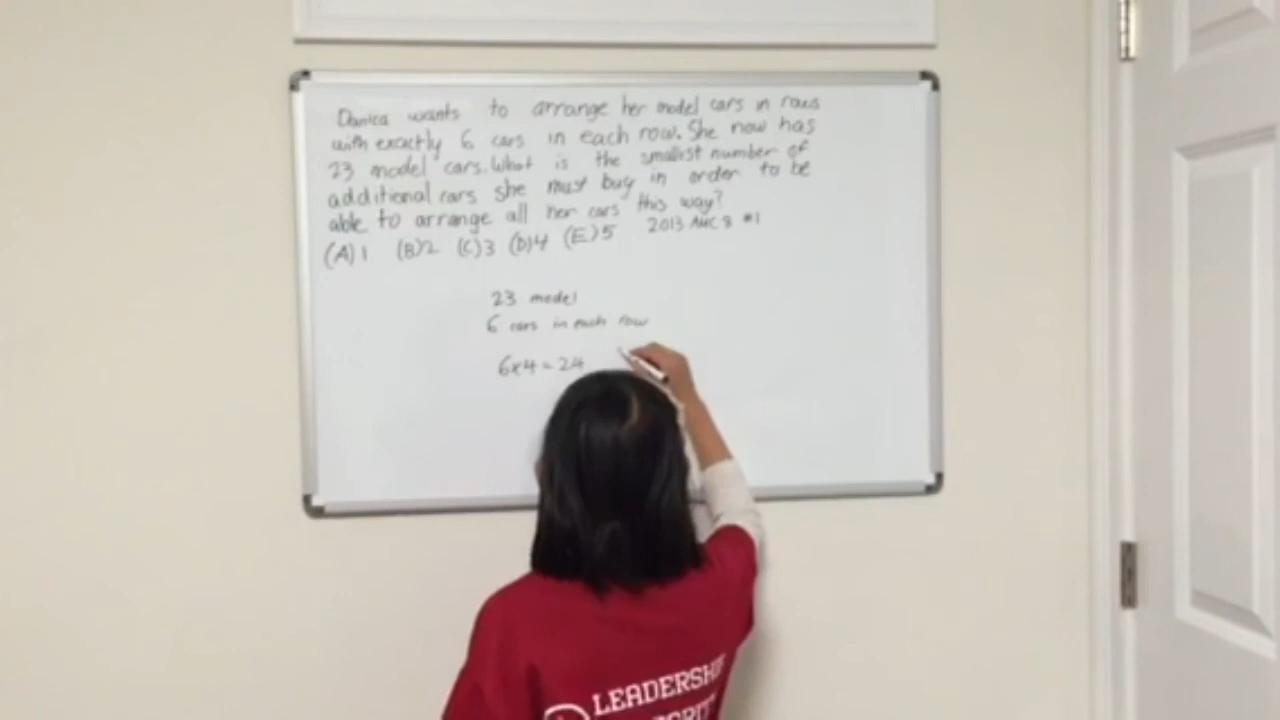 Danica wants to arrange her model cars in rows
with exactly 6 cars in each row. She now has
23 model cars. What is the smallest number of
additional cars she must buy in order to be
able to arrange all her cars this way?
2013 AMC 8 #1
(A) 1 (B) 2 (C) 3 (D) 4 (E) 5
23 model
6 cars in each row
6x4 = 24
LEADERSHI